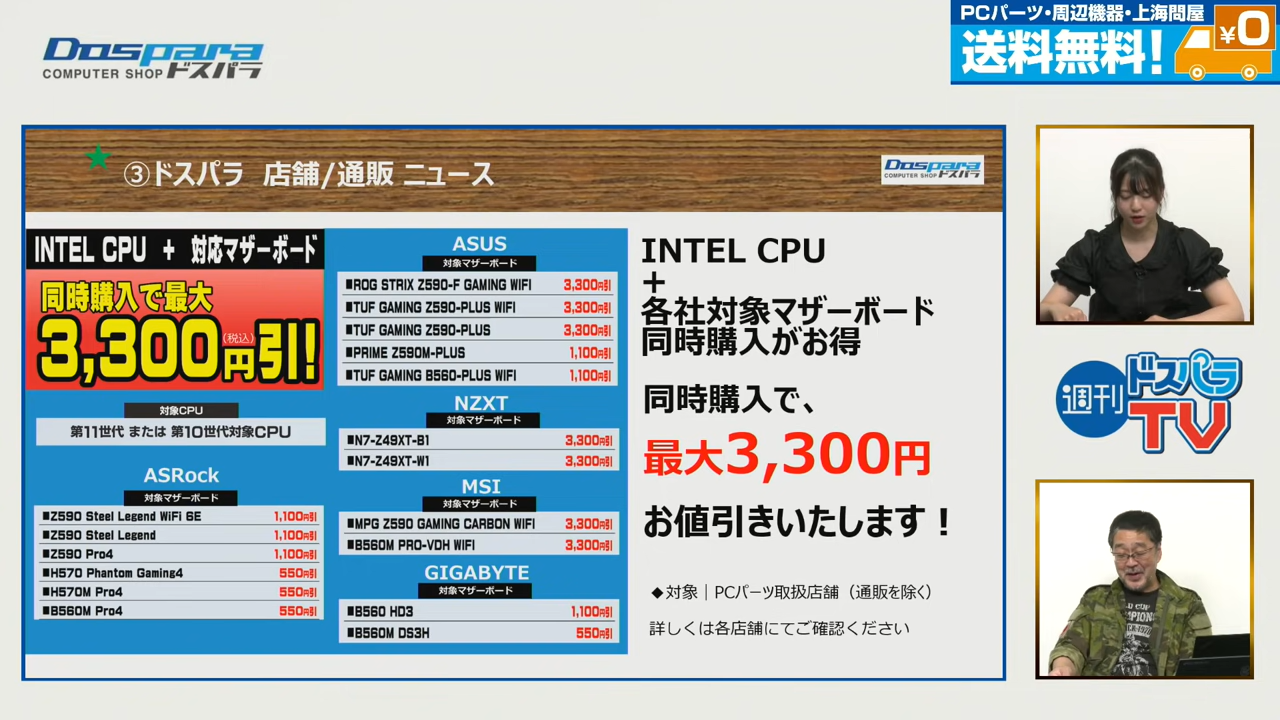 Dospara
COMPUTER SHOP ドスパラ
PCパーツ・周辺機器・上海問屋
送料無料!
¥0
③ドスパラ 店舗/通販 ニュース
Dospara
COMPUTER SHOP ドスパラ
INTEL CPU + 対応マザーボード
同時購入で最大
3,300円引!
(税込)
対象CPU
第11世代 または 第10世代対象CPU
ASRock
対象マザーボード
■Z590 Steel Legend WiFi 6E 1,100円引
■Z590 Steel Legend 1,100円引
■Z590 Pro4 1,100円引
■H570 Phantom Gaming4 550円引
■H570M Pro4 550円引
■B560M Pro4 550円引
ASUS
対象マザーボード
■ROG STRIX Z590-F GAMING WIFI 3,300円引
■TUF GAMING Z590-PLUS WIFI 3,300円引
■TUF GAMING Z590-PLUS 3,300円引
■PRIME Z590M-PLUS 1,100円引
■TUF GAMING B560-PLUS WIFI 1,100円引
NZXT
対象マザーボード
■N7-Z49XT-B1 3,300円引
■N7-Z49XT-W1 3,300円引
MSI
対象マザーボード
■MPG Z590 GAMING CARBON WIFI 3,300円引
■B560M PRO-VDH WIFI 3,300円引
GIGABYTE
対象マザーボード
■B560 HD3 1,100円引
■B560M DS3H 550円引
INTEL CPU
+
各社対象マザーボード
同時購入がお得
同時購入で、
最大3,300円
お値引きいたします！
◆対象｜PCパーツ取扱店舗（通販を除く）
詳しくは各店舗にてご確認ください
週刊
ドスパラ
TV